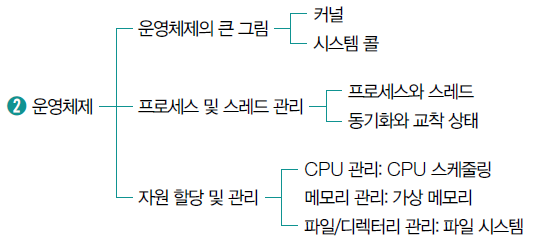 운영체제의 큰 그림
커널
시스템 콜
❷ 운영체제
프로세스 및 스레드 관리
프로세스와 스레드
동기화와 교착 상태
자원 할당 및 관리
CPU 관리: CPU 스케줄링
메모리 관리: 가상 메모리
파일/디렉터리 관리: 파일 시스템